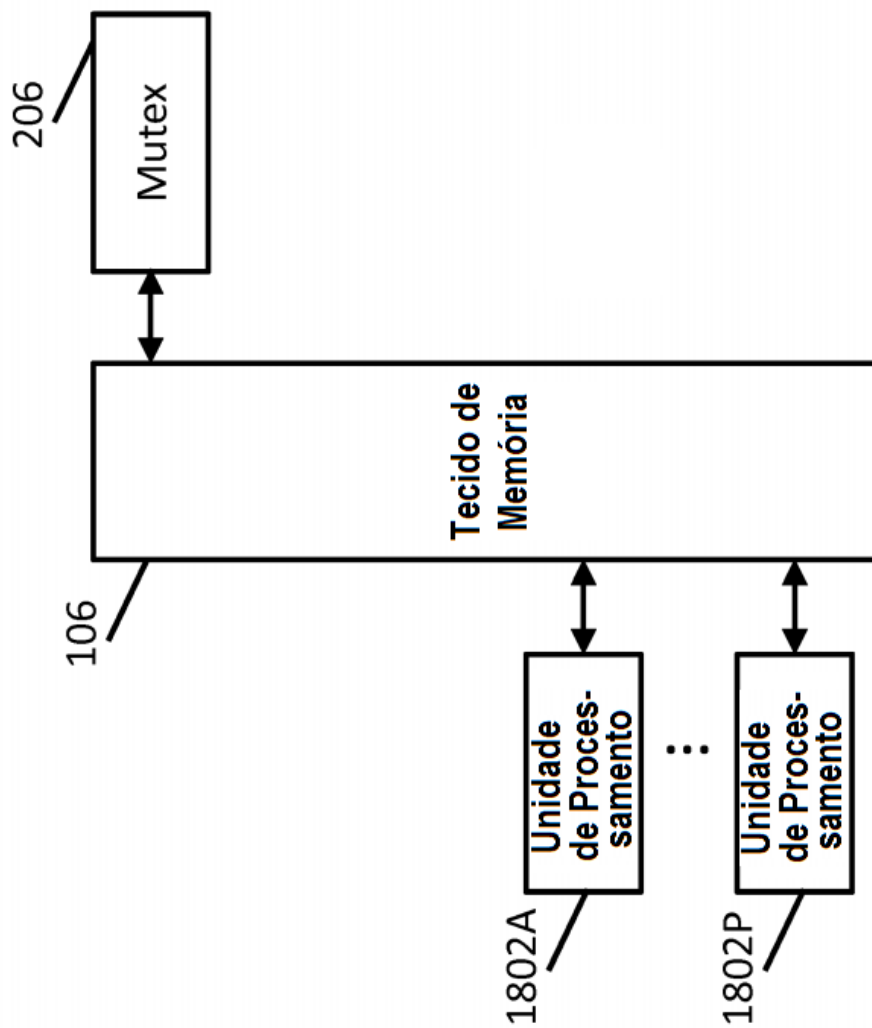 206
Mutex
106
Tecido de
Memória
1802A
Unidade
de Proces-
samento
...
1802P
Unidade
de Proces-
samento